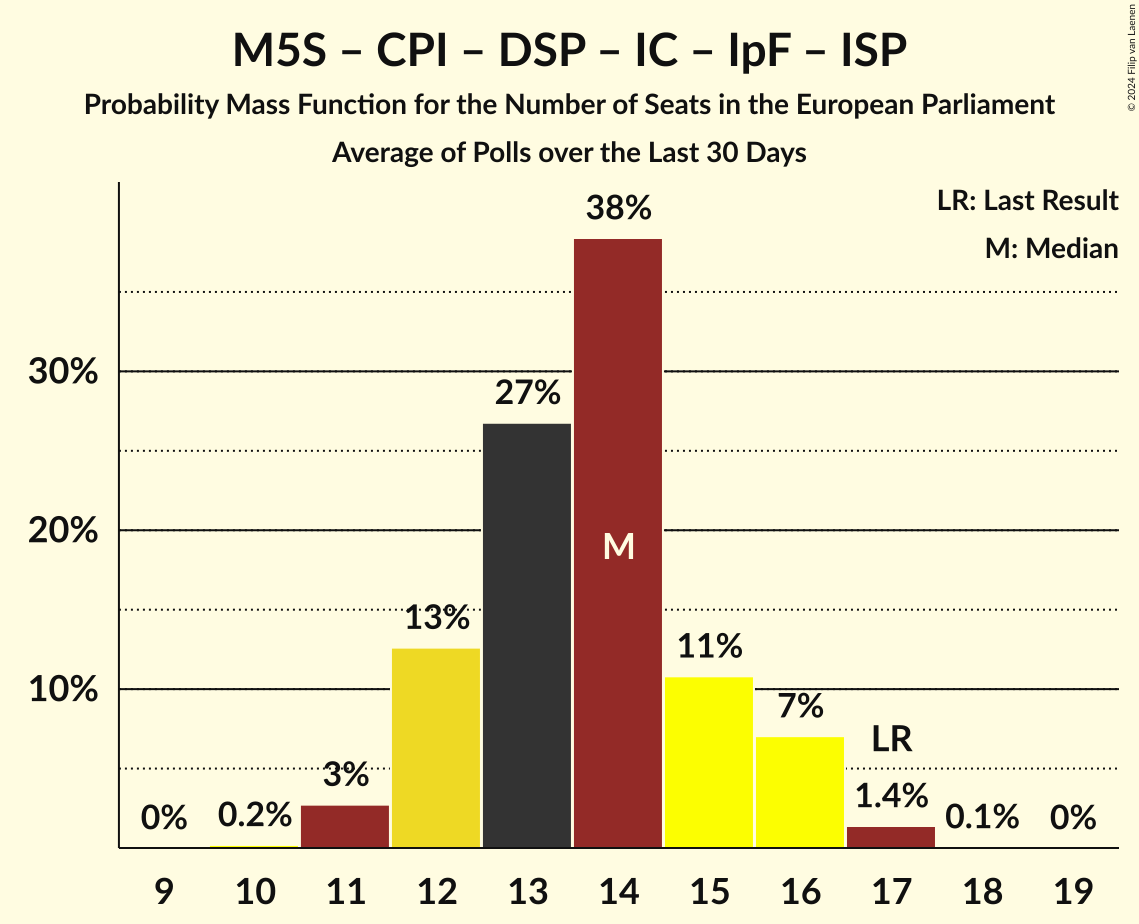 M5S – CPI – DSP – IC – IpF – ISP
Probability Mass Function for the Number of Seats in the European Parliament
Average of Polls over the Last 30 Days
© 2024 Filip van Laenen
LR: Last Result
M: Median
38%
30%
27%
20%
M
13%
11%
10%
7%
LR
3%
1.4%
0%
0.2%
0.1%
0%
9 10 11 12 13 14 15 16 17 18 19